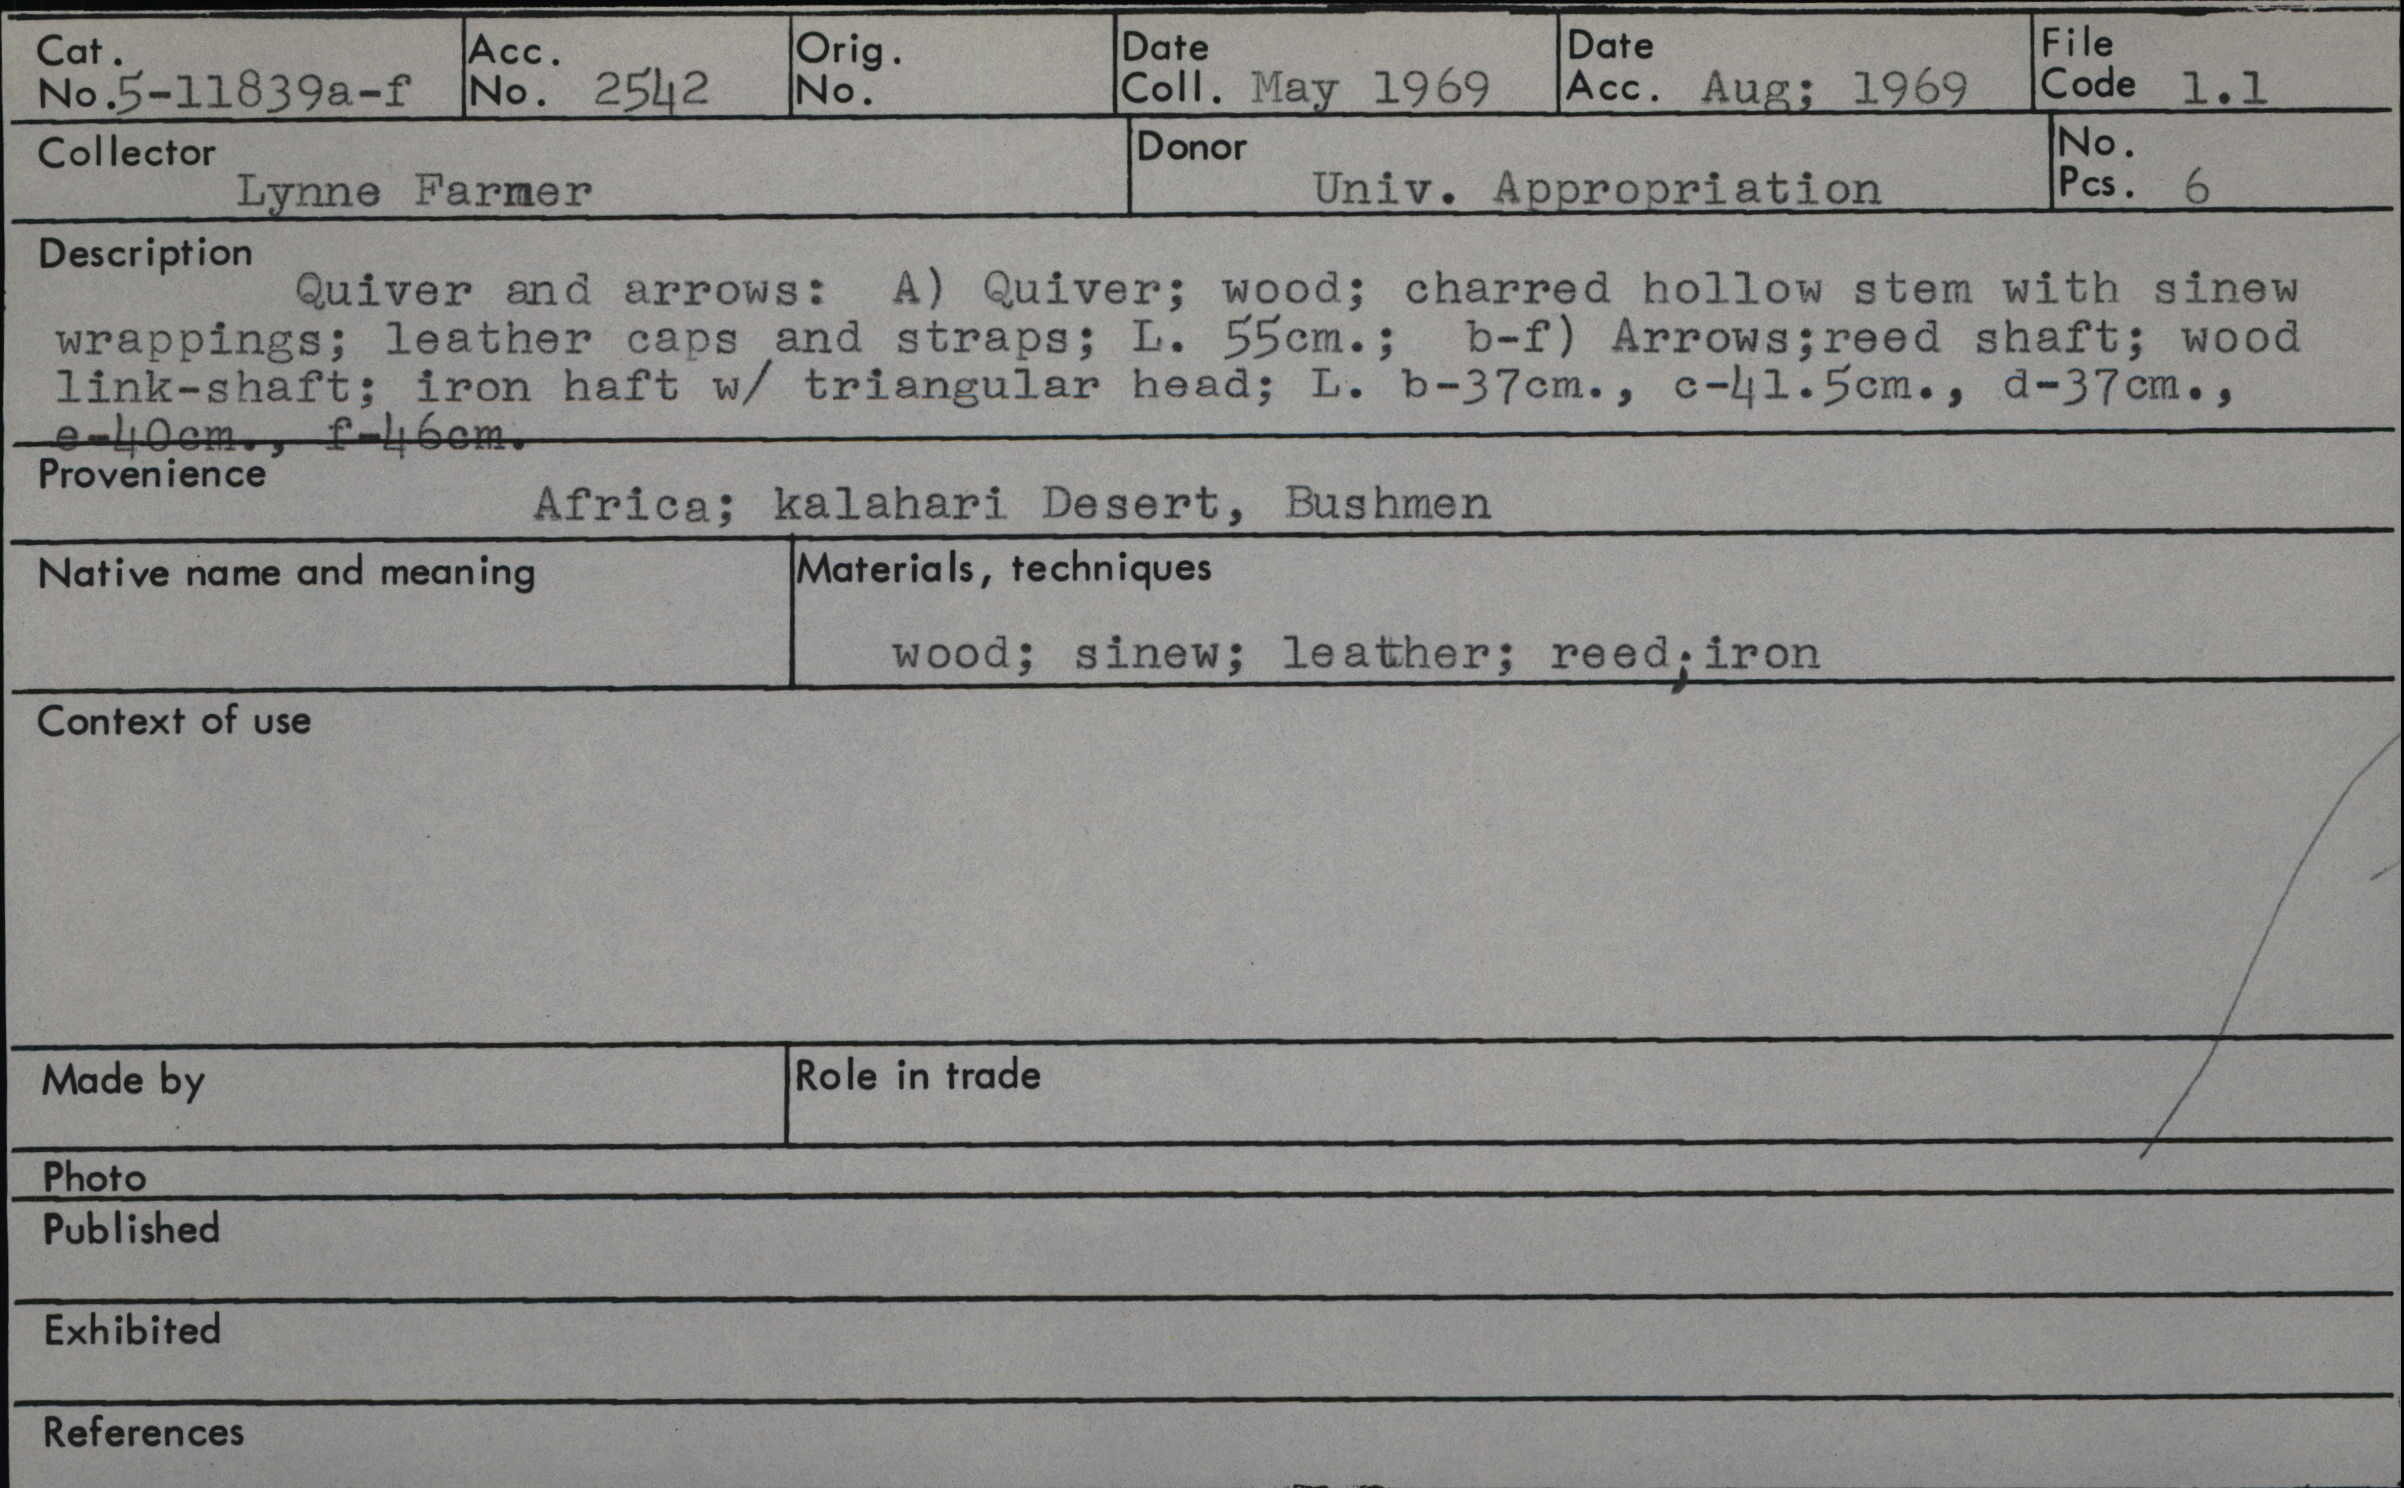 Cat. No. 5-11839a-f
Acc. No. 2542
Orig. No.
Date Coll. May 1969
Date Acc. Aug; 1969
File Code 1.1
Collector Lynne Farmer
Donor Univ. Appropriation
No. Pcs. 6
Description
Quiver and arrows: A) Quiver; wood; charred hollow stem with sinew
wrappings; leather caps and straps; L. 55cm.; b-f) Arrows;reed shaft; wood
link-shaft; iron haft w/ triangular head; L. b-37cm., c-41.5cm., d-37cm.,
e-40cm., f-46cm.
Provenience
Africa; kalahari Desert, Bushmen
Native name and meaning
Materials, techniques
wood; sinew; leather; reed;iron
Context of use
Made by
Role in trade
Photo
Published
Exhibited
References